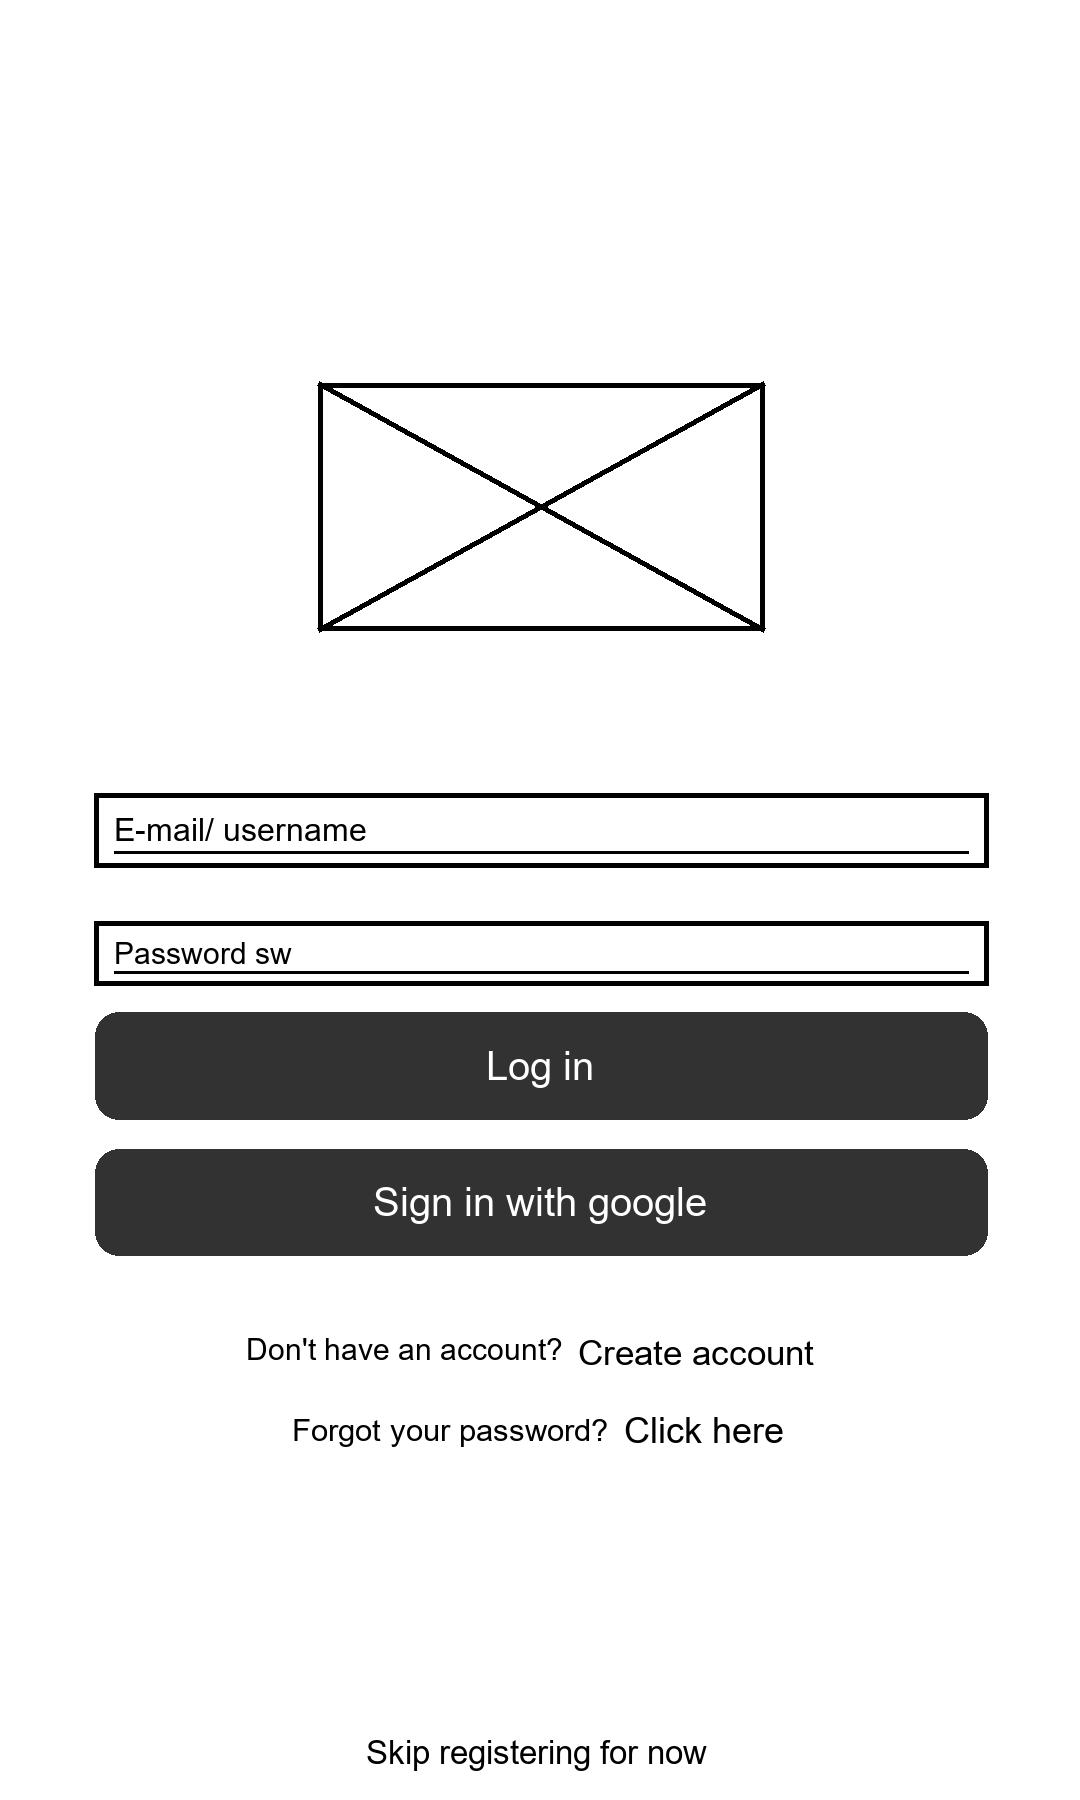 E-mail/ username
Password sw
Log in
Sign in with google
Don't have an account? Create account
Forgot your password? Click here
Skip registering for now